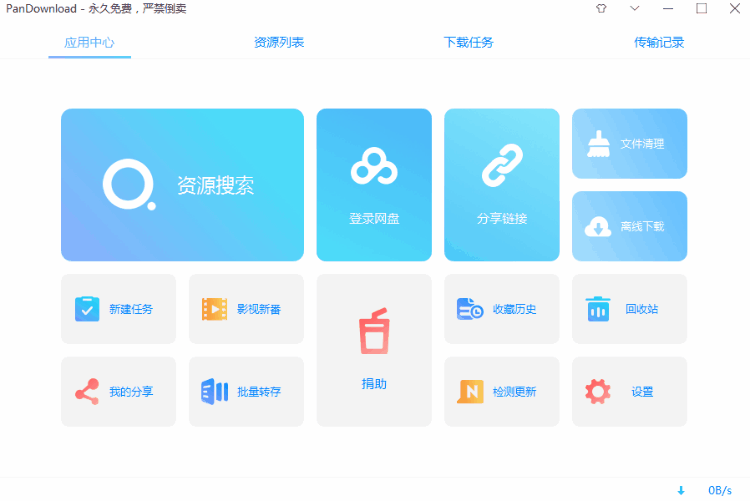 PanDownload - 永久免费，严禁倒卖
应用中心
资源列表
下载任务
传输记录
资源搜索
登录网盘
分享链接
文件清理
离线下载
新建任务
影视新番
捐助
收藏历史
回收站
我的分享
批量转存
检测更新
设置
0B/s